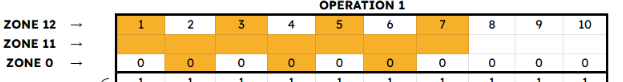 OPERATION 1
ZONE 12 → 1 2 3 4 5 6 7 8 9 10
ZONE 11 →
ZONE 0 → 0 0 0 0 0 0 0 0 0 0